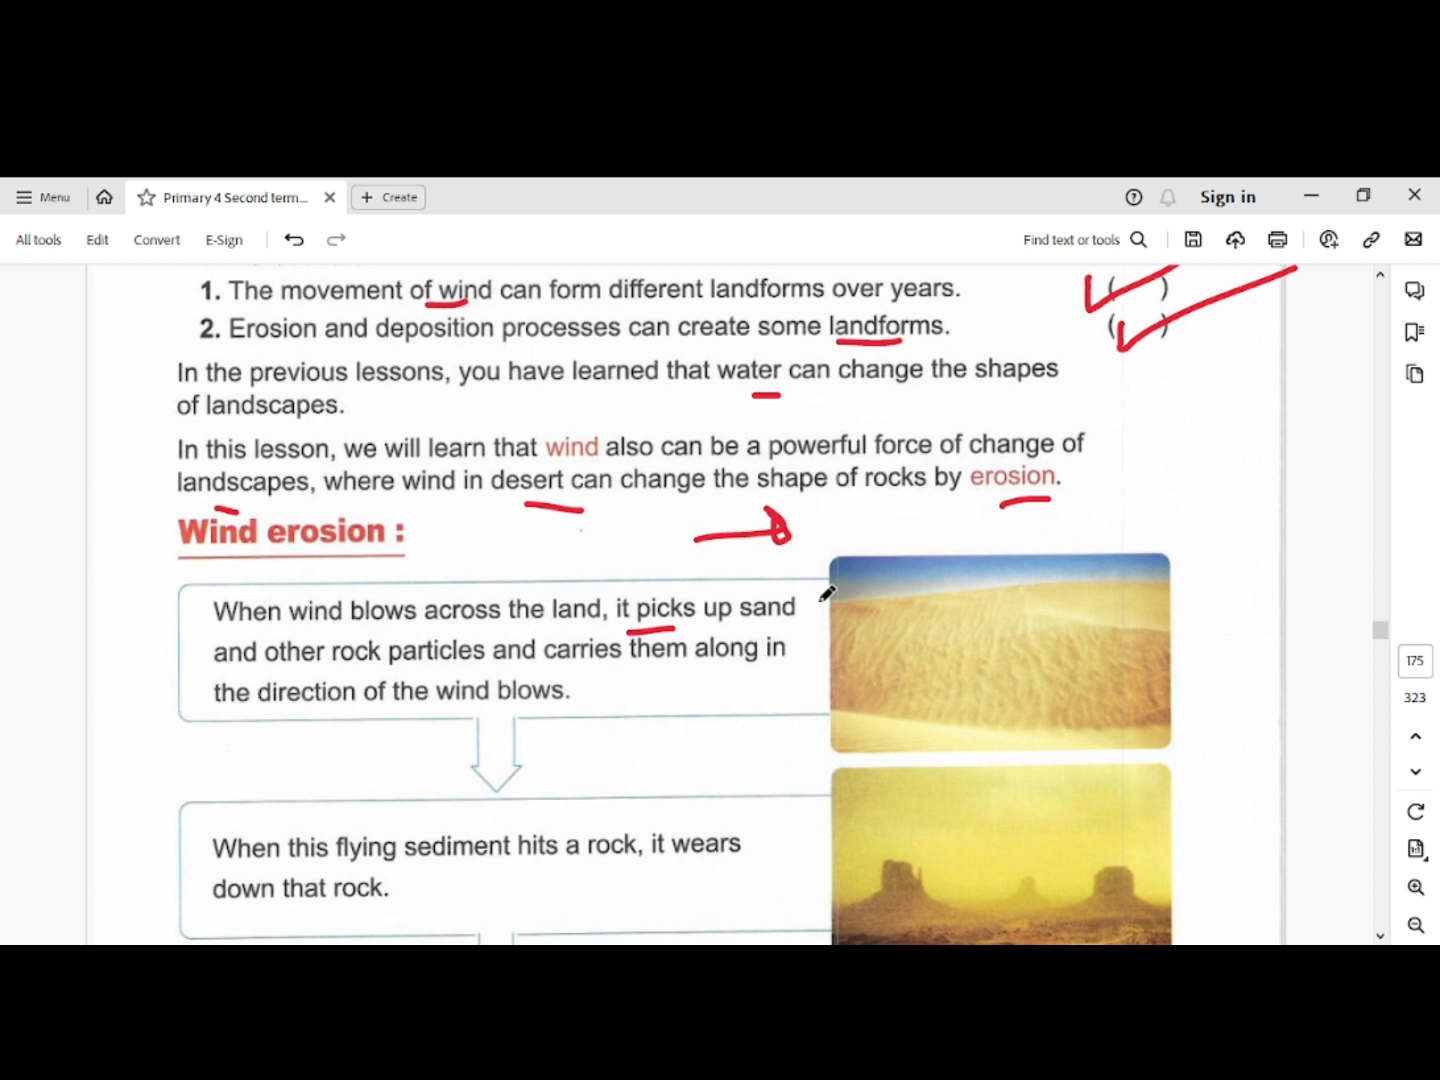 Menu
Primary 4 Second term...
Create
Sign in
All tools
Edit
Convert
E-Sign
Find text or tools
1. The movement of wind can form different landforms over years. ( )
2. Erosion and deposition processes can create some landforms. ( )
In the previous lessons, you have learned that water can change the shapes
of landscapes.
In this lesson, we will learn that wind also can be a powerful force of change of
landscapes, where wind in desert can change the shape of rocks by erosion.
Wind erosion :
When wind blows across the land, it picks up sand
and other rock particles and carries them along in
the direction of the wind blows.
When this flying sediment hits a rock, it wears
down that rock.
175
323